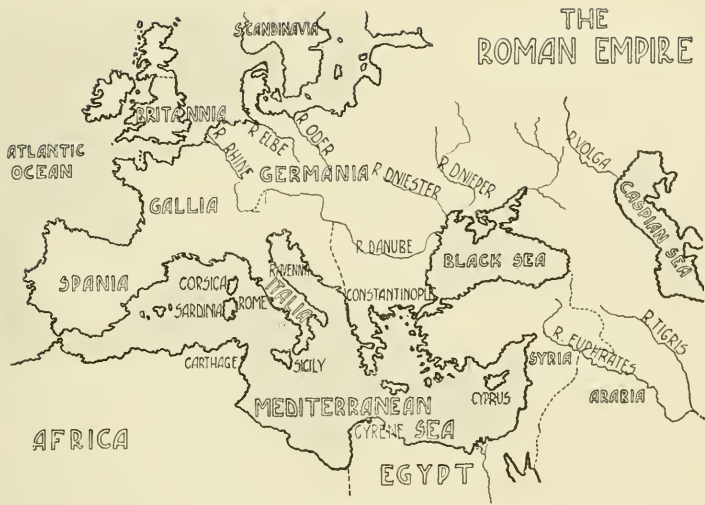 THE
ROMAN EMPIRE
SCANDINAVIA
BRITANNIA
ATLANTIC
OCEAN
R. RHINE
R. ELBE
R. ODER
GERMANIA
R DNIESTER
R. DNIEPER
R. VOLGA
CASPIAN SEA
GALLIA
R. DANUBE
BLACK SEA
SPANIA
CORSICA
SARDINIA
RAVENNA
ITALIA
ROME
CONSTANTINOPLE
CARTHAGE
SICILY
SYRIA
R. EUPHRATES
R. TIGRIS
ARABIA
CYPRUS
MEDITERRANEAN
SEA
CYRENE
AFRICA
EGYPT